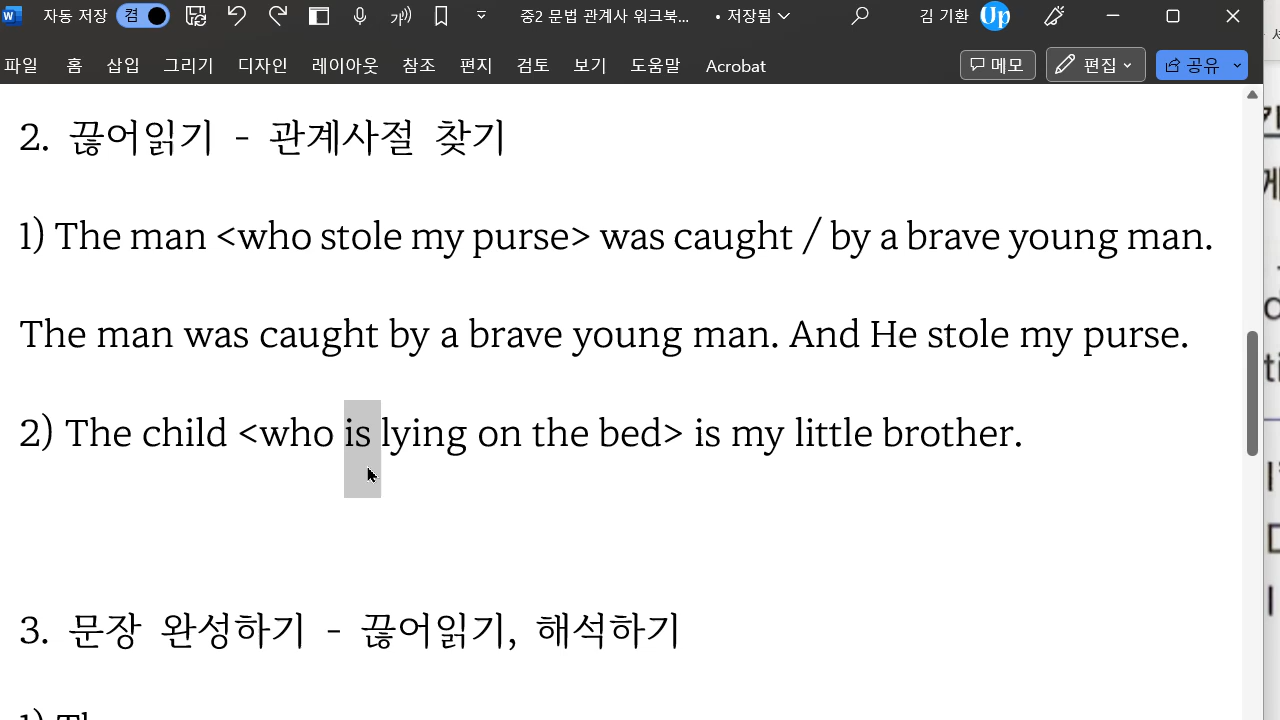 자동 저장 켬 가)) 중2 문법 관계사 워크북... • 저장됨 김 기환 Up
파일 홈 삽입 그리기 디자인 레이아웃 참조 편지 검토 보기 도움말 Acrobat 메모 편집 공유
2. 끊어읽기 - 관계사절 찾기
1) The man <who stole my purse> was caught / by a brave young man.
The man was caught by a brave young man. And He stole my purse.
2) The child <who is lying on the bed> is my little brother.
3. 문장 완성하기 - 끊어읽기, 해석하기